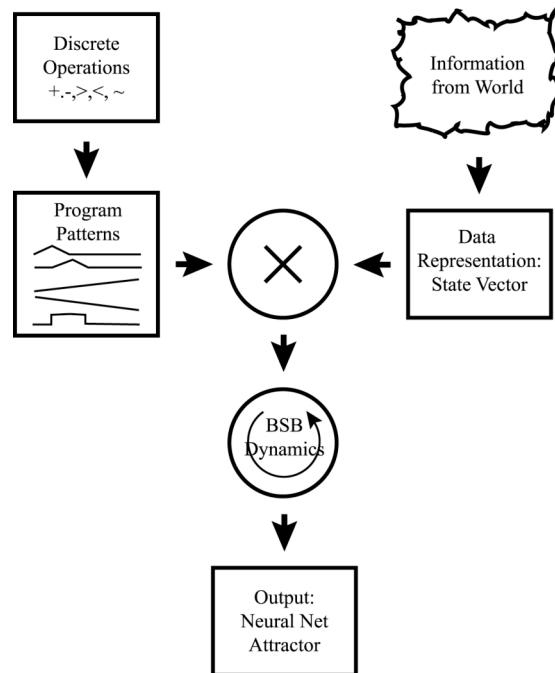 Discrete
Operations
+.-,>,<, ~
Information
from World
Program
Patterns
Data
Representation:
State Vector
BSB
Dynamics
Output:
Neural Net
Attractor